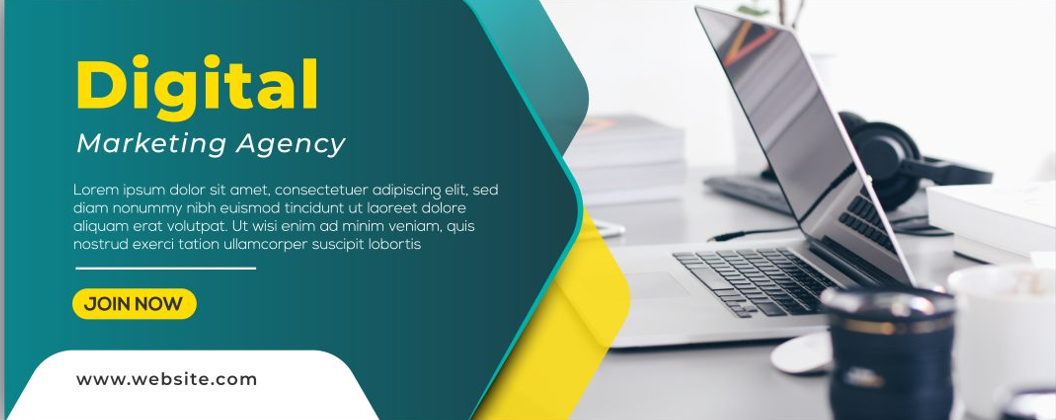 Digital
Marketing Agency
Lorem ipsum dolor sit amet, consectetuer adipiscing elit, sed
diam nonummy nibh euismod tincidunt ut laoreet dolore
aliquam erat volutpat. Ut wisi enim ad minim veniam, quis
nostrud exerci tation ullamcorper suscipit lobortis
JOIN NOW
www.website.com